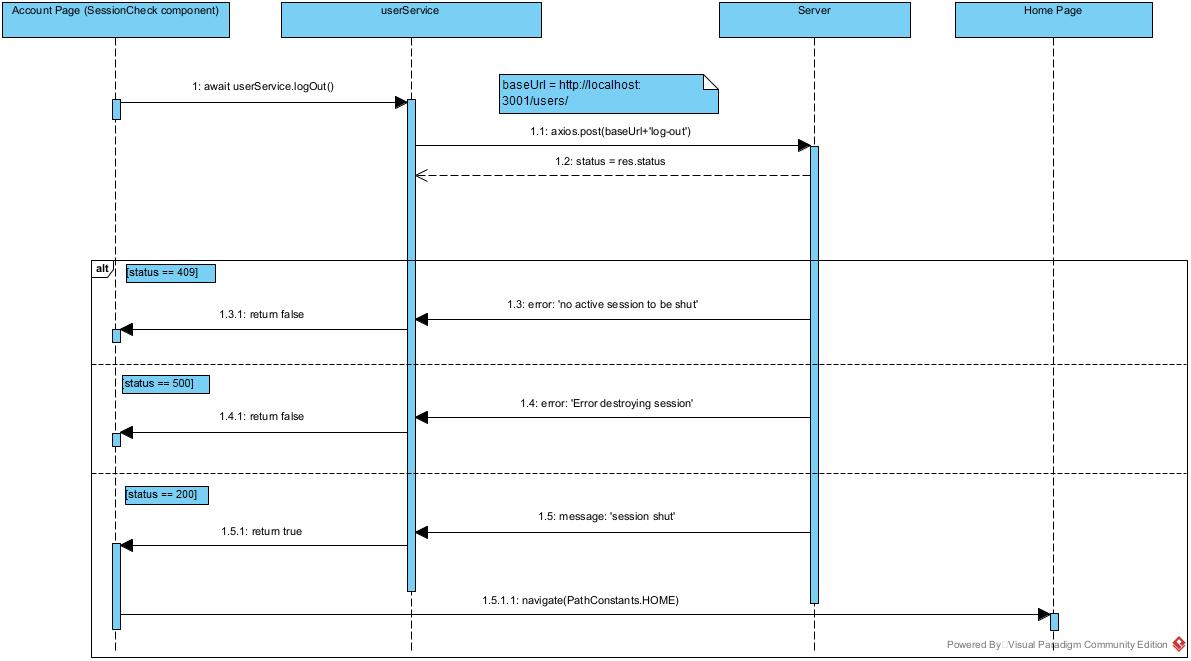 Account Page (SessionCheck component)
userService
Server
Home Page
1: await userService.logOut()
baseUrl = http://localhost:
3001/users/
1.1: axios.post(baseUrl+'log-out')
1.2: status = res.status
alt
[status == 409]
1.3: error: 'no active session to be shut'
1.3.1: return false
[status == 500]
1.4: error: 'Error destroying session'
1.4.1: return false
[status == 200]
1.5: message: 'session shut'
1.5.1: return true
1.5.1.1: navigate(PathConstants.HOME)
Powered By Visual Paradigm Community Edition